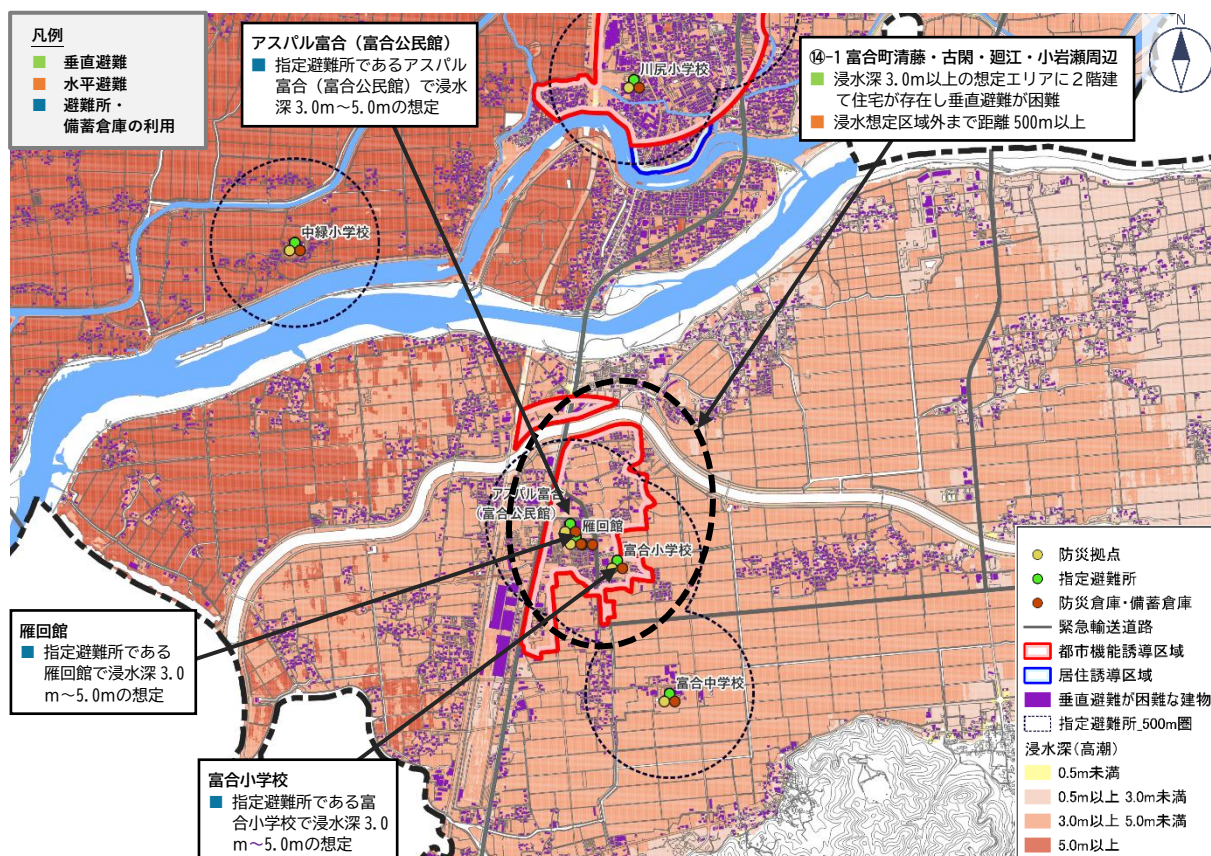 凡例
垂直避難
水平避難
避難所・
備蓄倉庫の利用
アスパル富合（富合公民館）
指定避難所であるアスパル
富合（富合公民館）で浸水
深3.0m～5.0mの想定
⑭-1 富合町清藤・古閑・廻江・小岩瀬周辺
浸水深3.0m以上の想定エリアに２階建
て住宅が存在し垂直避難が困難
浸水想定区域外まで距離500m以上
N
川尻小学校
中緑小学校
アスパル富合
（富合公民館）
雁回館
富合小学校
富合中学校
雁回館
指定避難所である
雁回館で浸水深3.0
m～5.0mの想定
富合小学校
指定避難所である富
合小学校で浸水深3.0
m～5.0mの想定
防災拠点
指定避難所
防災倉庫・備蓄倉庫
緊急輸送道路
都市機能誘導区域
居住誘導区域
垂直避難が困難な建物
指定避難所_500m圏
浸水深（高潮）
0.5m未満
0.5m以上 3.0m未満
3.0m以上 5.0m未満
5.0m以上